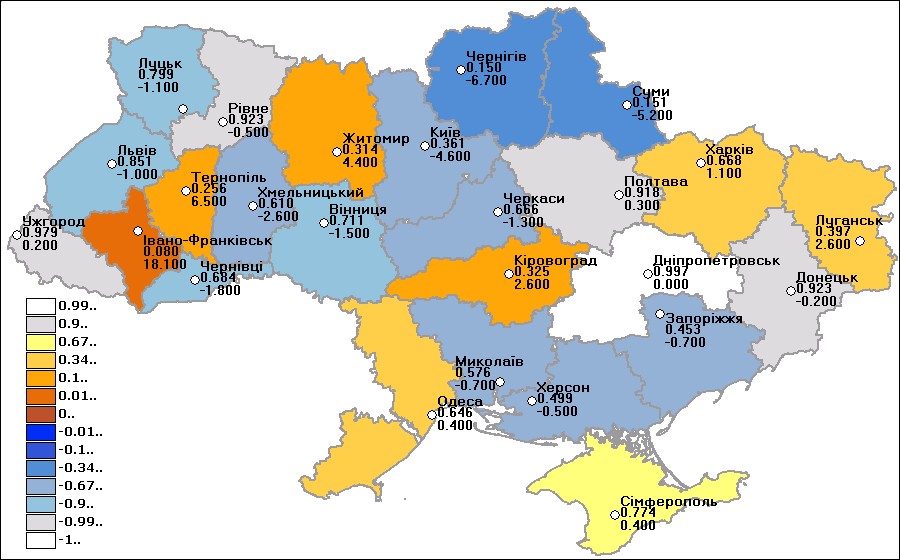 Чернігів
0.150
-6.700
Луцьк
0.799
-1.100
Суми
0.151
-5.200
Рівне
0.923
-0.500
Житомир
0.314
4.400
Київ
0.361
-4.600
Львів
0.851
-1.000
Харків
0.668
1.100
Тернопіль
0.256
6.500
Хмельницький
0.610
-2.600
Полтава
0.918
0.300
Черкаси
0.666
-1.300
Вінниця
0.711
-1.500
Ужгород
0.979
0.200
Луганськ
0.397
2.600
Івано-Франківськ
0.080
18.100
Чернівці
0.684
-1.800
Кіровоград
0.325
2.600
Дніпропетровськ
0.997
0.000
Донецьк
0.923
-0.200
Запоріжжя
0.453
-0.700
Миколаїв
0.576
-0.700
Херсон
0.499
-0.500
Одеса
0.646
0.400
Сімферополь
0.774
0.400
0.99..
0.9..
0.67..
0.34..
0.1..
0.01..
0..
-0.01..
-0.1..
-0.34..
-0.67..
-0.9..
-0.99..
-1..